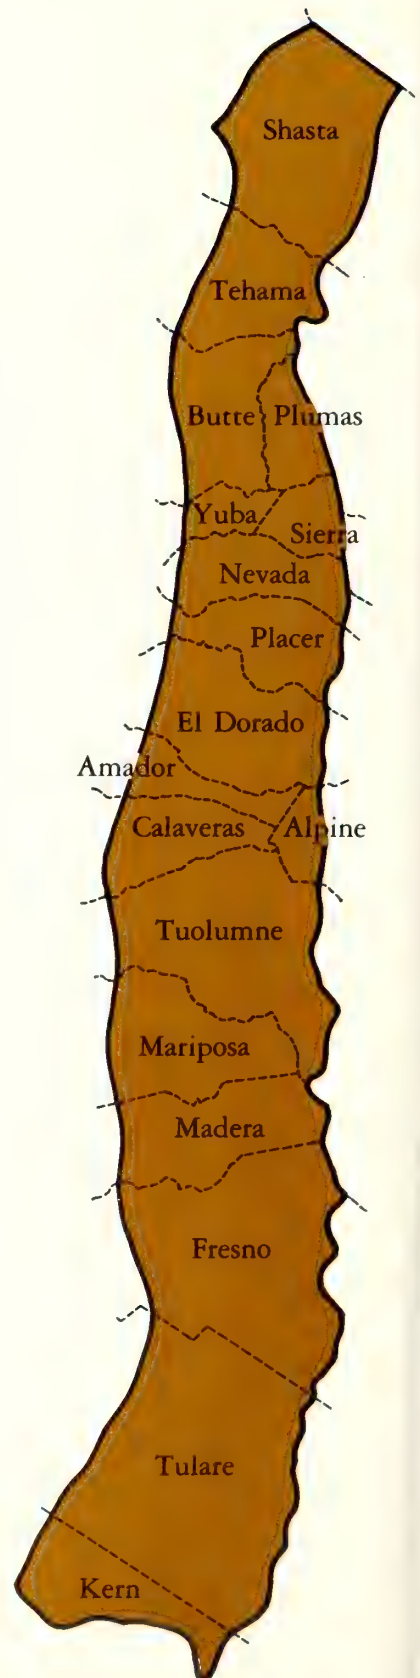 Shasta
Tehama
Butte Plumas
Yuba
Sierra
Nevada
Placer
El Dorado
Amador
Calaveras Alpine
Tuolumne
Mariposa
Madera
Fresno
Tulare
Kern